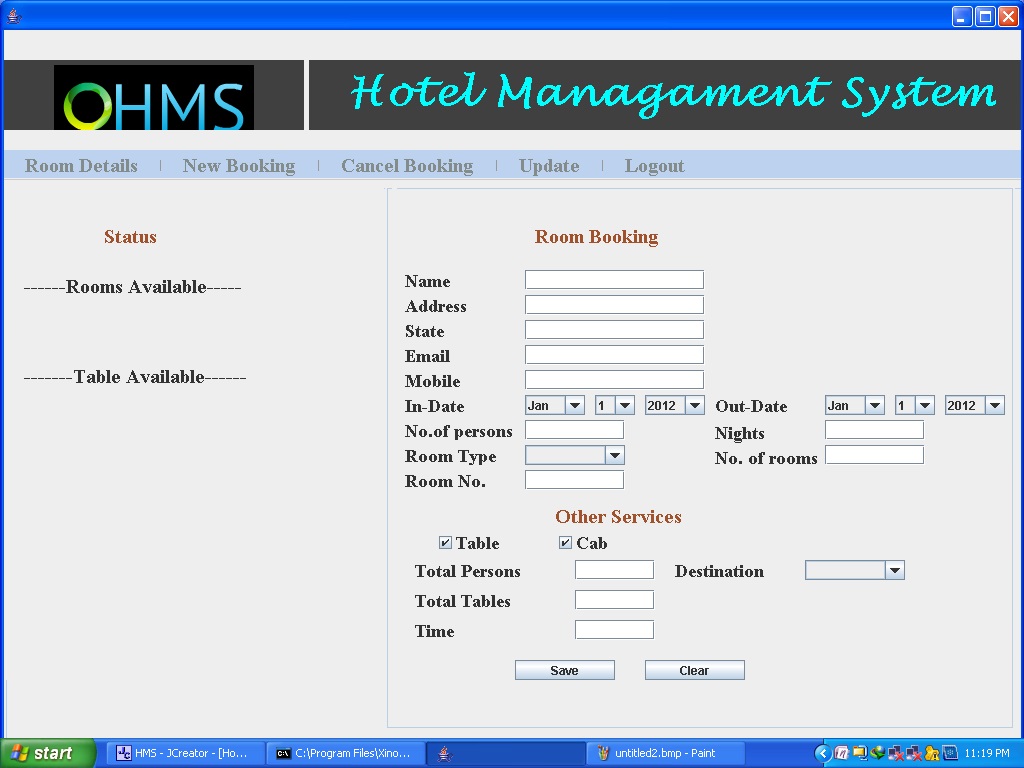 OHMS
Hotel Managament System
Room Details | New Booking | Cancel Booking | Update | Logout
Status
------Rooms Available-----
-------Table Available------
Room Booking
Name
Address
State
Email
Mobile
In-Date Jan 1 2012 Out-Date Jan 1 2012
No.of persons Nights
Room Type No. of rooms
Room No.
Other Services
Table Cab
Total Persons Destination
Total Tables
Time
Save Clear
start HMS - JCreator - [Ho... C:\Program Files\Xino... untitled2.bmp - Paint 11:19 PM